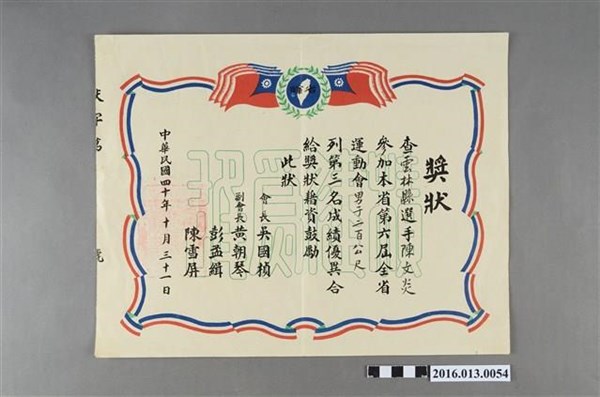 獎狀
查雲林縣選手陳文炎
參加本省第六屆全省
運動會男子二百公尺
列第三名成績優異合
給獎狀藉資鼓勵
此狀
會長吳國楨
副會長黃朝琴
彭孟緝
陳雪屏
中華民國四十年十月三十一日
字第
號
2016.013.0054